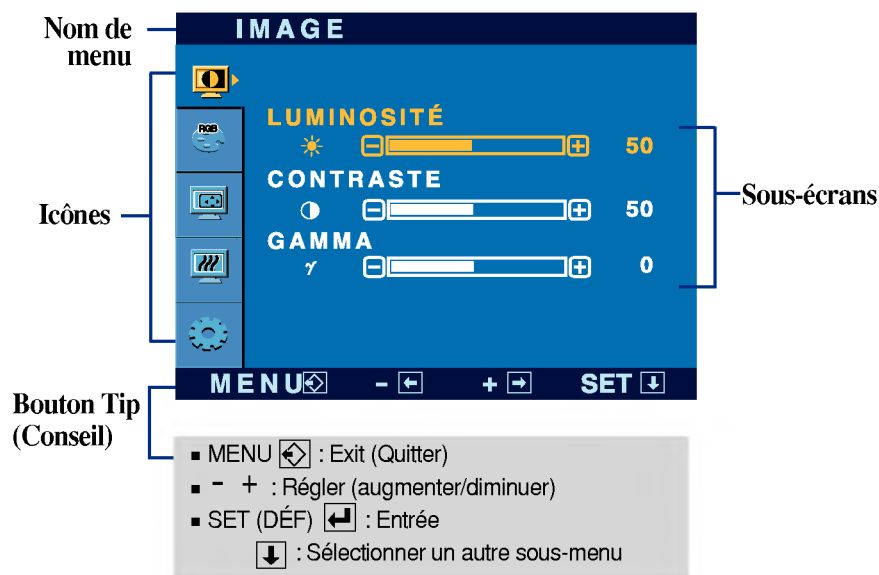 Nom de
menu
IMAGE
RGB
LUMINOSITÉ
50
CONTRASTE
50
GAMMA
γ
0
Icônes
Sous-écrans
MENU - + SET
Bouton Tip
(Conseil)
▪ MENU : Exit (Quitter)
▪ - + : Régler (augmenter/diminuer)
▪ SET (DÉF) : Entrée
: Sélectionner un autre sous-menu